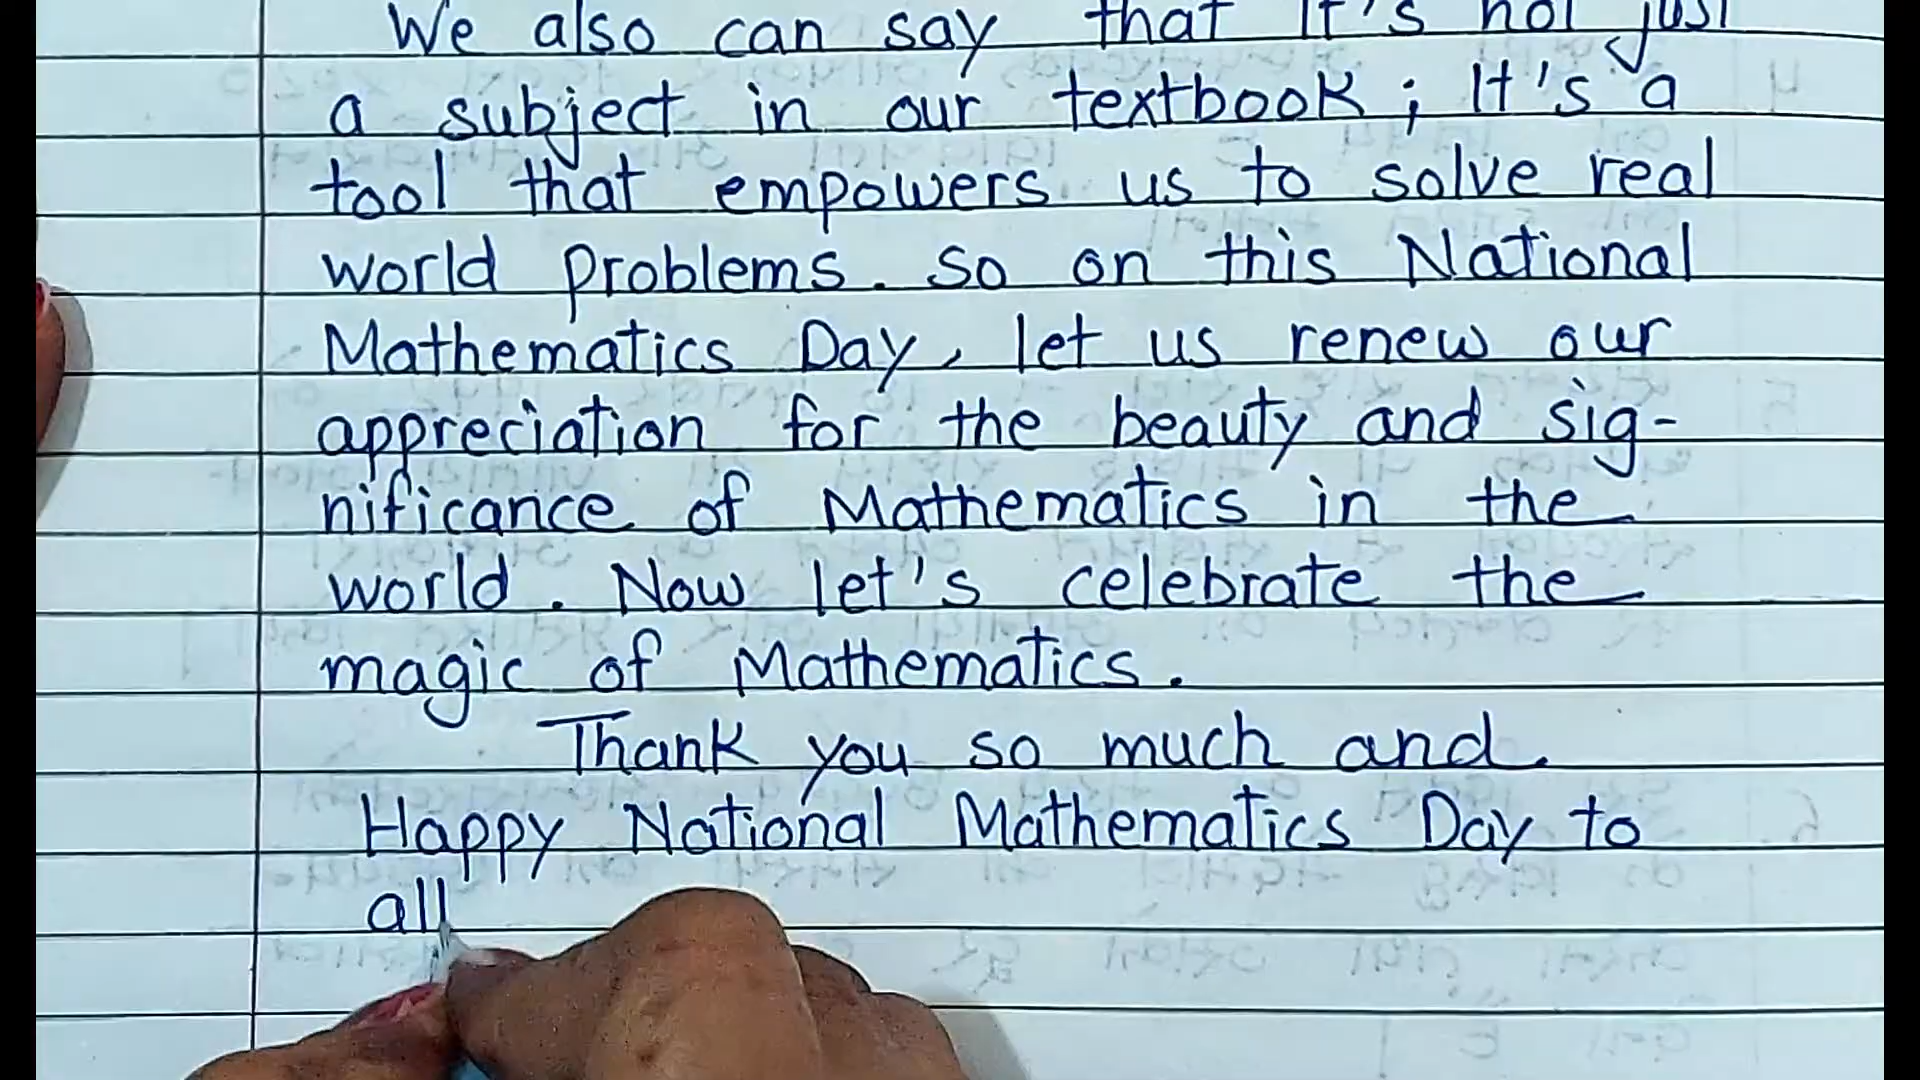 We also can say that It's not just
a subject in our textbook; It's a
tool that empowers us to solve real
world problems. So on this National
Mathematics Day, let us renew our
appreciation for the beauty and sig-
nificance of Mathematics in the
world. Now let's celebrate the
magic of Mathematics.
Thank you so much and
Happy National Mathematics Day to
all